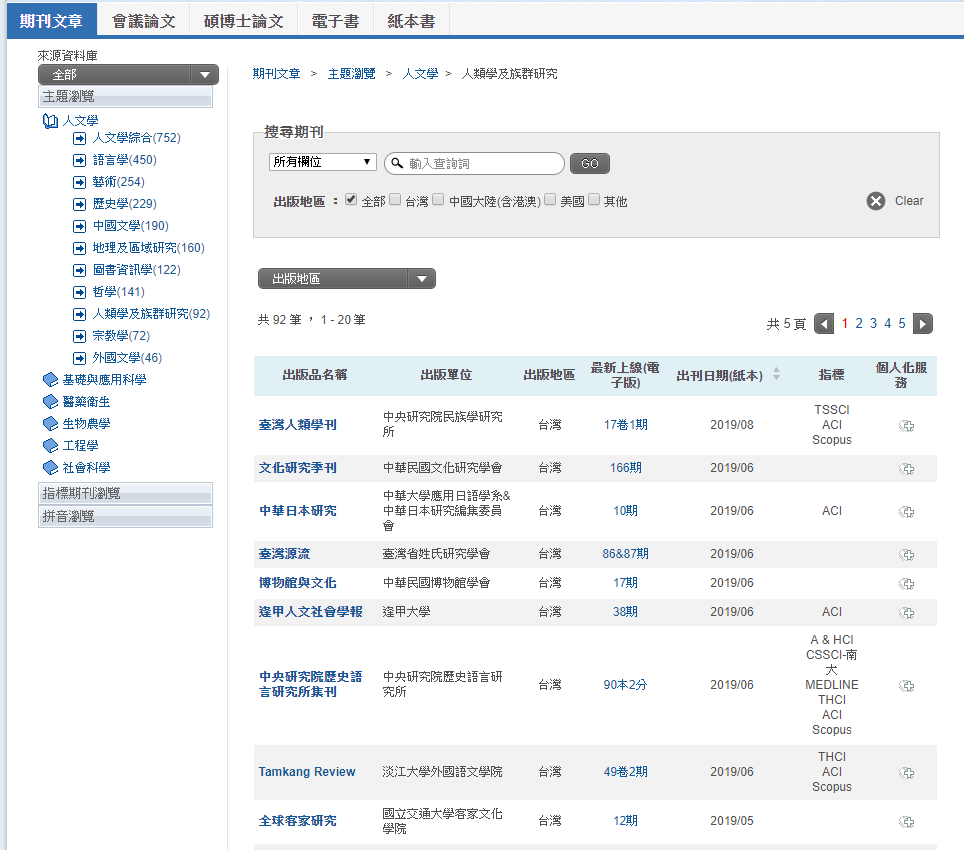 期刊文章 會議論文 碩博士論文 電子書 紙本書
來源資料庫
全部
主題瀏覽
人文學
人文學綜合(752)
語言學(450)
藝術(254)
歷史學(229)
中國文學(190)
地理及區域研究(160)
圖書資訊學(122)
哲學(141)
人類學及族群研究(92)
宗教學(72)
外國文學(46)
基礎與應用科學
醫藥衛生
生物農學
工程學
社會科學
指標期刊瀏覽
拼音瀏覽
期刊文章 > 主題瀏覽 > 人文學 > 人類學及族群研究
搜尋期刊
所有欄位 輸入查詢詞 GO
出版地區： 全部 台灣 中國大陸(含港澳) 美國 其他 Clear
出版地區
共 92 筆， 1 - 20 筆 共 5 頁 1 2 3 4 5
出版品名稱 出版單位 出版地區 最新上線(電子版) 出刊日期(紙本) 指標 個人化服務
臺灣人類學刊 中央研究院民族學研究所 台灣 17卷1期 2019/08 TSSCI ACI Scopus
文化研究季刊 中華民國文化研究學會 台灣 166期 2019/06
中華日本研究 中華大學應用日語學系&中華日本研究編集委員會 台灣 10期 2019/06 ACI
臺灣源流 臺灣省姓氏研究學會 台灣 86&87期 2019/06
博物館與文化 中華民國博物館學會 台灣 17期 2019/06
逢甲人文社會學報 逢甲大學 台灣 38期 2019/06 ACI
中央研究院歷史語言研究所集刊 中央研究院歷史語言研究所 台灣 90本2分 2019/06 A & HCI CSSCI-南大 MEDLINE THCI ACI Scopus
Tamkang Review 淡江大學外國語文學院 台灣 49卷2期 2019/06 THCI ACI Scopus
全球客家研究 國立交通大學客家文化學院 台灣 12期 2019/05